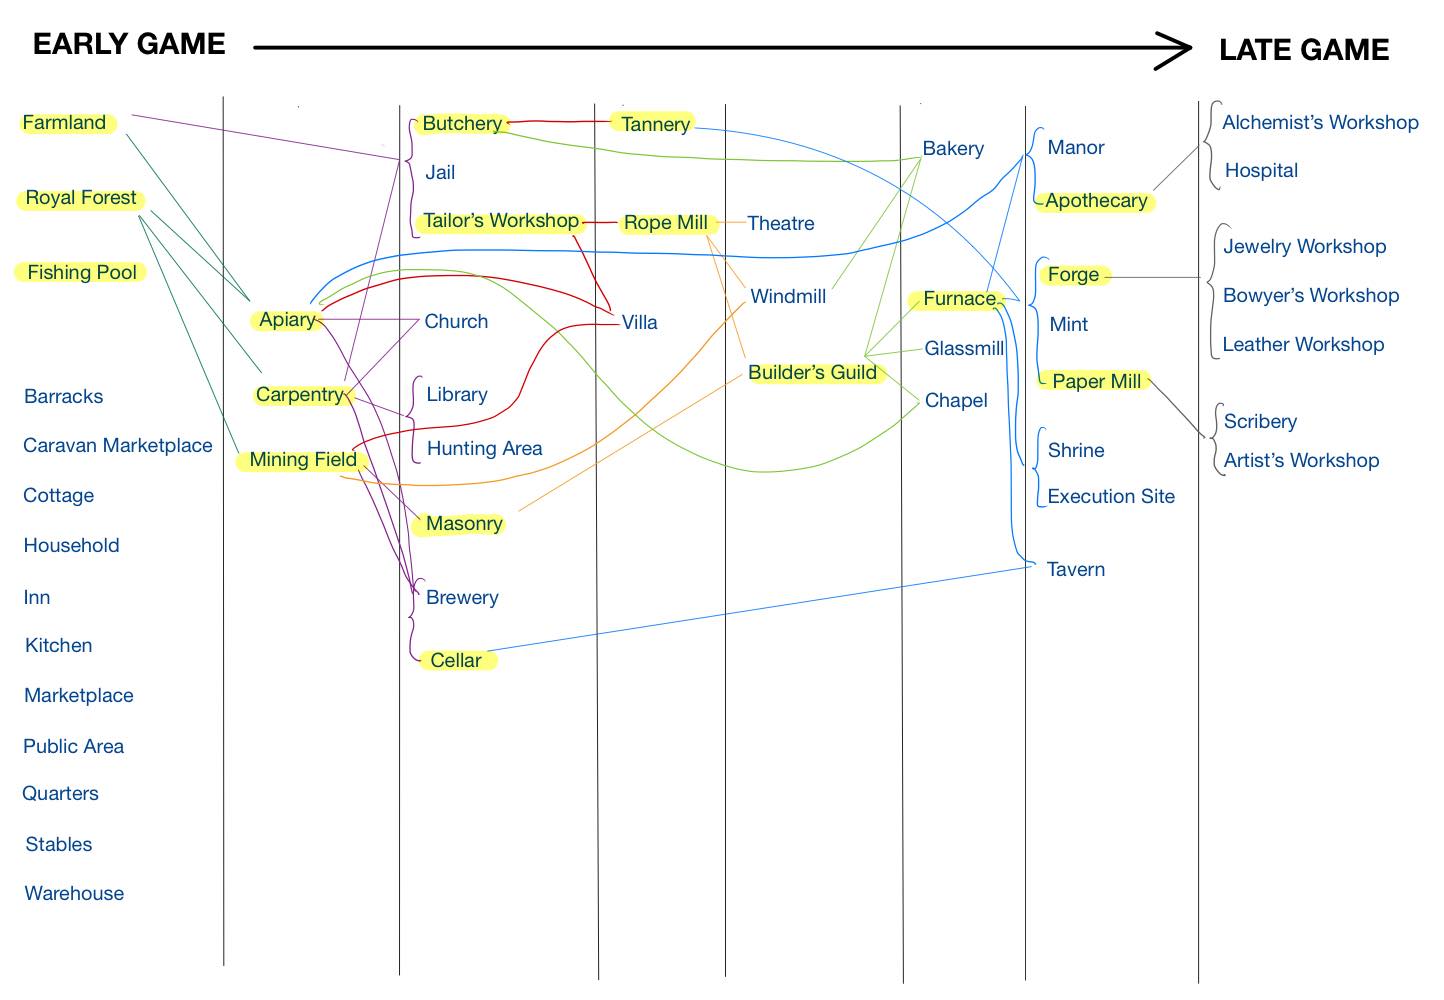 EARLY GAME
LATE GAME
Farmland
Royal Forest
Fishing Pool
Barracks
Caravan Marketplace
Cottage
Household
Inn
Kitchen
Marketplace
Public Area
Quarters
Stables
Warehouse
Apiary
Carpentry
Mining Field
Butchery
Jail
Tailor's Workshop
Church
Library
Hunting Area
Masonry
Brewery
Cellar
Tannery
Rope Mill
Villa
Theatre
Windmill
Builder's Guild
Bakery
Furnace
Glassmill
Chapel
Manor
Apothecary
Forge
Mint
Paper Mill
Shrine
Execution Site
Tavern
Alchemist's Workshop
Hospital
Jewelry Workshop
Bowyer's Workshop
Leather Workshop
Scribery
Artist's Workshop